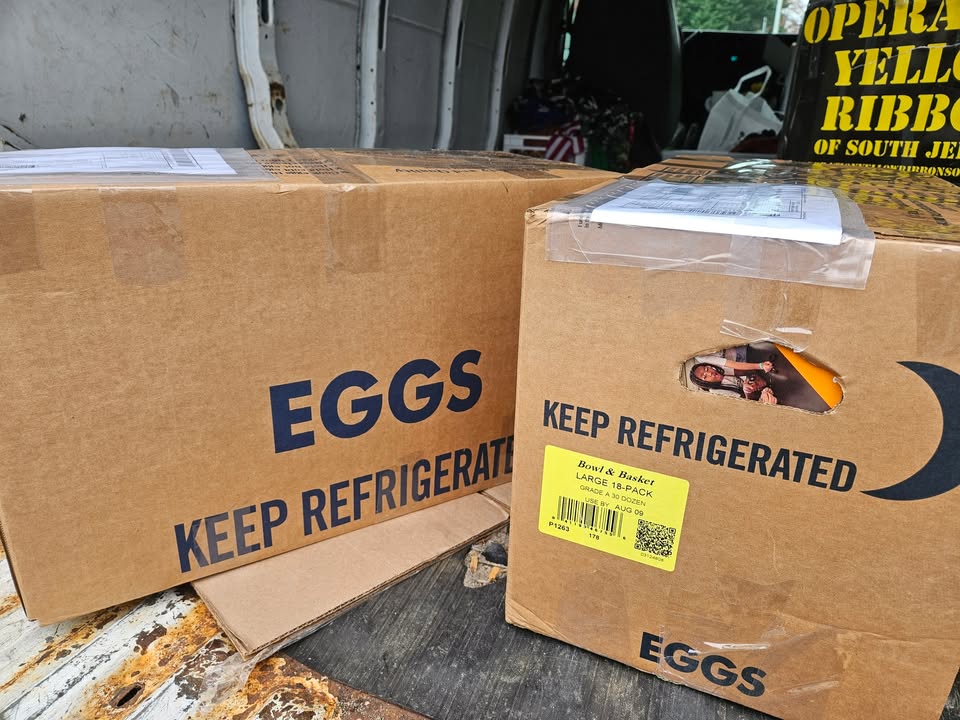 OPERA
YELLO
RIBBO
OF SOUTH JE
EGGS
KEEP REFRIGERATE
KEEP REFRIGERATED
Bowl & Basket
LARGE 18-PACK
GRADE A 30 DOZEN
USE BY AUG 09
P1263
178
EGGS